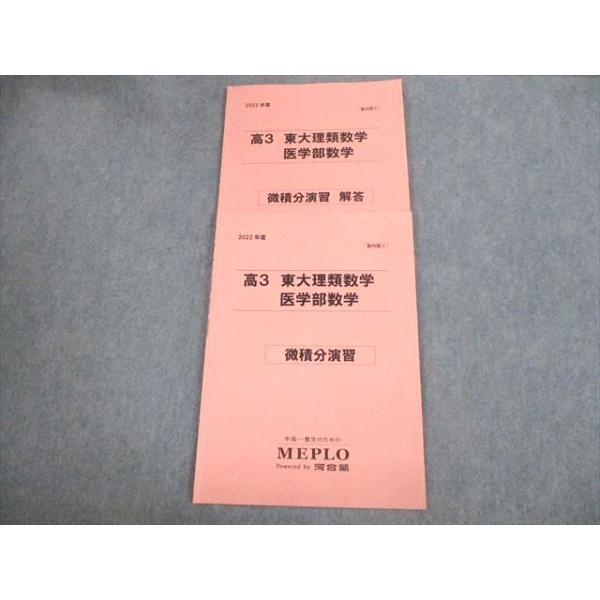 2022年度
高3 東大理類数学
医学部数学
微積分演習 解答
2022年度
高3 東大理類数学
医学部数学
微積分演習
中高一貫生のための
MEPLO
Powered by 河合塾